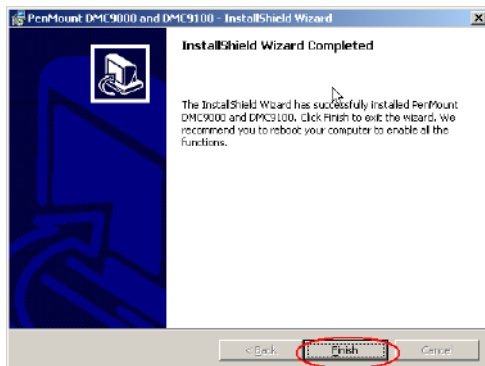 PenMount DMC9000 and DMC9100 - InstallShield Wizard
InstallShield Wizard Completed
The InstallShield Wizard has successfully installed PenMount
DMC9000 and DMC9100. Click Finish to exit the wizard. We
recommend you to reboot your computer to enable all the
functions.
< Back Finish Cancel